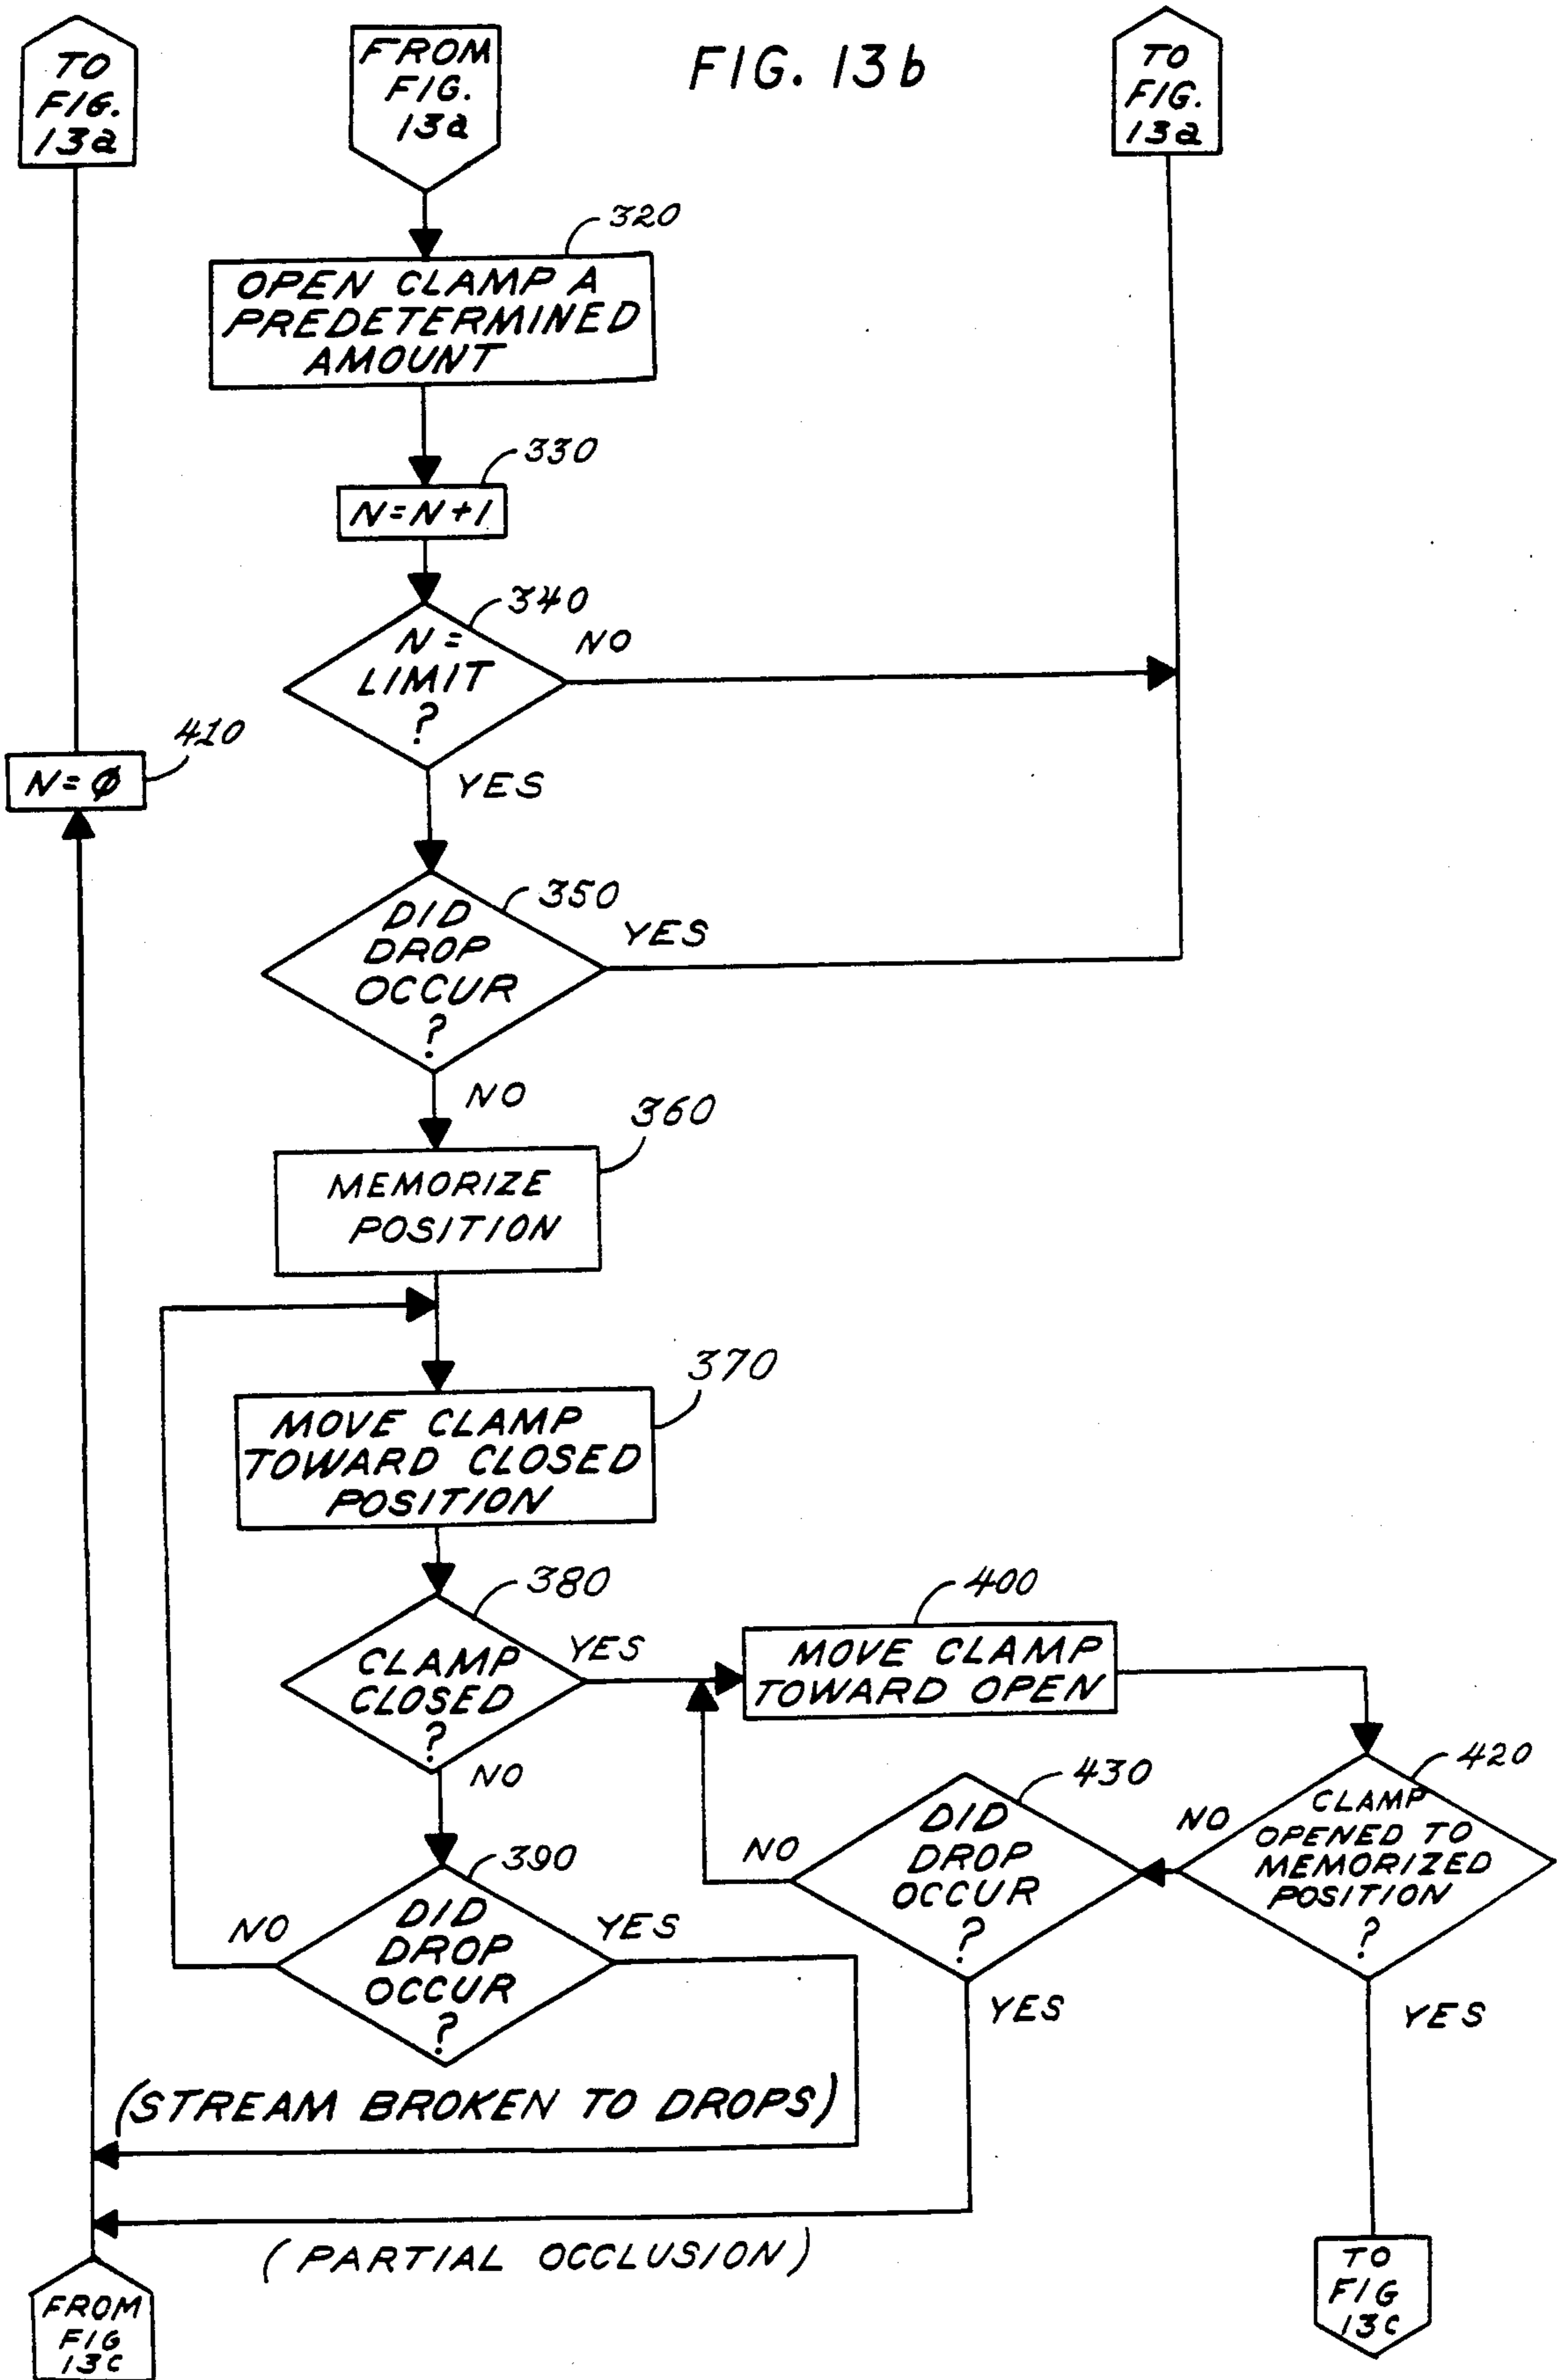 TO
FIG.
13a
FROM
FIG.
13a
FIG. 13b
TO
FIG.
13a
320
OPEN CLAMP A
PREDETERMINED
AMOUNT
330
N=N+1
340
N=
LIMIT
?
NO
YES
410
N=Ø
350
DID
DROP
OCCUR
?
YES
NO
360
MEMORIZE
POSITION
370
MOVE CLAMP
TOWARD CLOSED
POSITION
380
CLAMP
CLOSED
?
YES
NO
400
MOVE CLAMP
TOWARD OPEN
420
CLAMP
OPENED TO
MEMORIZED
POSITION
?
NO
YES
430
DID
DROP
OCCUR
?
NO
YES
390
DID
DROP
OCCUR
?
NO
YES
(STREAM BROKEN TO DROPS)
(PARTIAL OCCLUSION)
FROM
FIG
13c
TO
FIG
13c